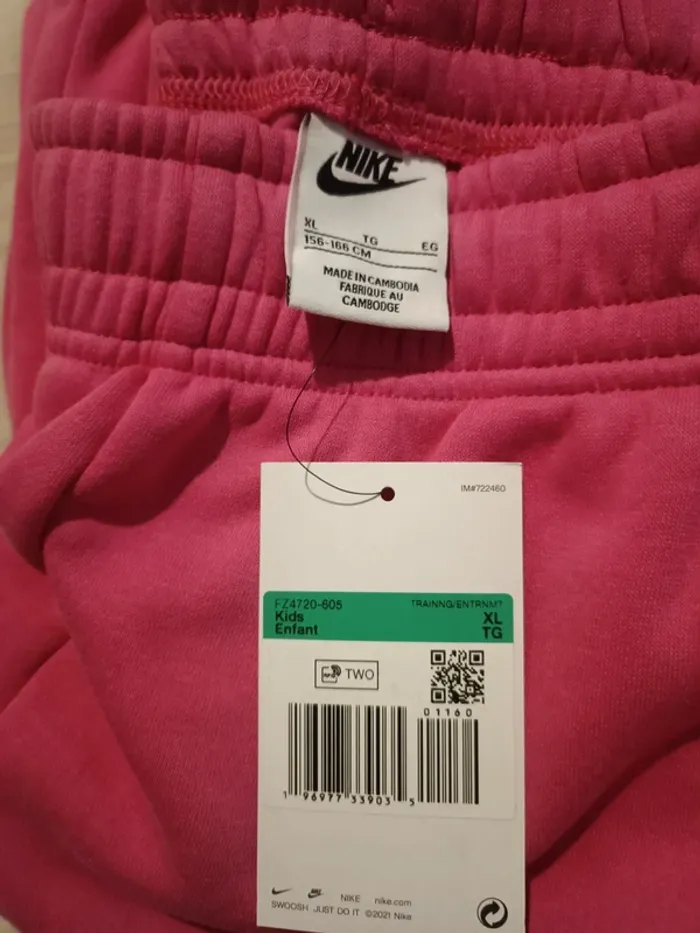 NIKE
XL TG EG
156-166 CM
MADE IN CAMBODIA
FABRIQUE AU
CAMBODGE
IM#722460
FZ4720-605 TRAINNG/ENTRNMT
Kids XL
Enfant TG
TWO
01160
1 96977 33903 5
NIKE nike.com
SWOOSH JUST DO IT ©2021 Nike